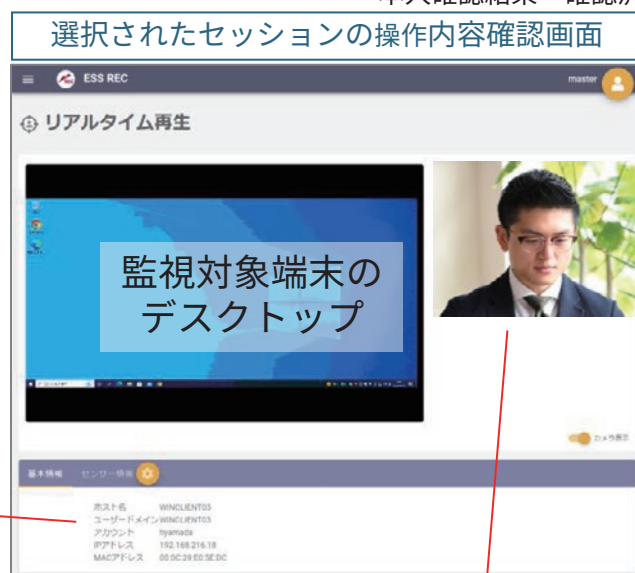 選択されたセッションの操作内容確認画面
ESS REC
master
リアルタイム再生
監視対象端末の
デスクトップ
カメラ表示
基本情報 センサー情報
ホスト名 WINCLIENT03
ユーザードメイン WINCLIENT03
アカウント hyamada
IPアドレス 192.168.216.18
MACアドレス 00:0C:29:E0:5E:DC